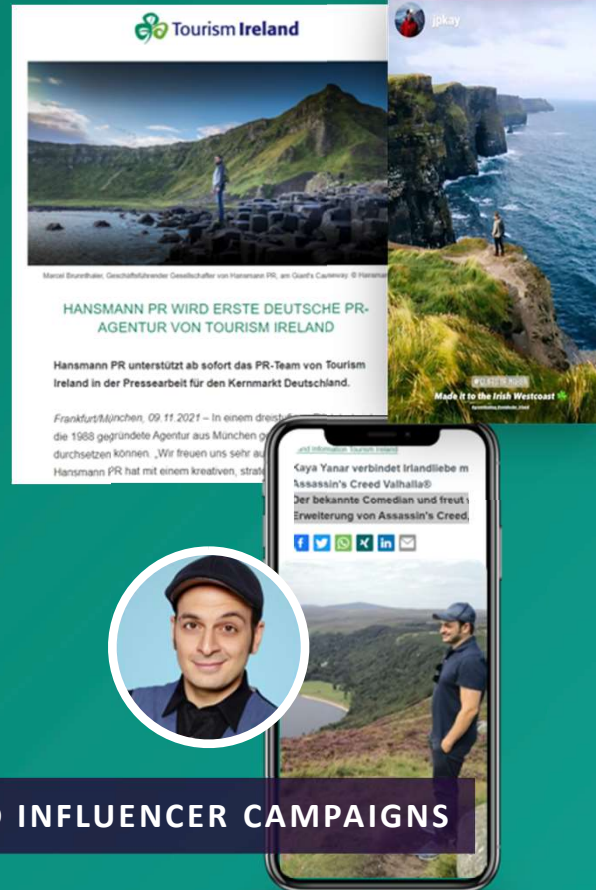 Tourism Ireland
Marcel Brunnthaler, Geschäftsführender Gesellschafter von Hansmann PR, am Giant's Causeway. ©
HANSMANN PR WIRD ERSTE DEUTSCHE PR-
AGENTUR VON TOURISM IRELAND
Hansmann PR unterstützt ab sofort das PR-Team von Tourism
Ireland in der Pressearbeit für den Kernmarkt Deutschland.
Frankfurt/München, 09.11.2021 – In einem
die 1988 gegründete Agentur aus München
durchsetzen können. „Wir freuen uns sehr
Hansmann PR hat mit einem kreativen,
jpkay
Made it to the Irish Westcoast
Information Tourism Ireland
Kaya Yanar verbindet Irlandliebe m
Assassin's Creed Valhalla®
Der bekannte Comedian und freut
Erweiterung von Assassin's Creed
INFLUENCER CAMPAIGNS